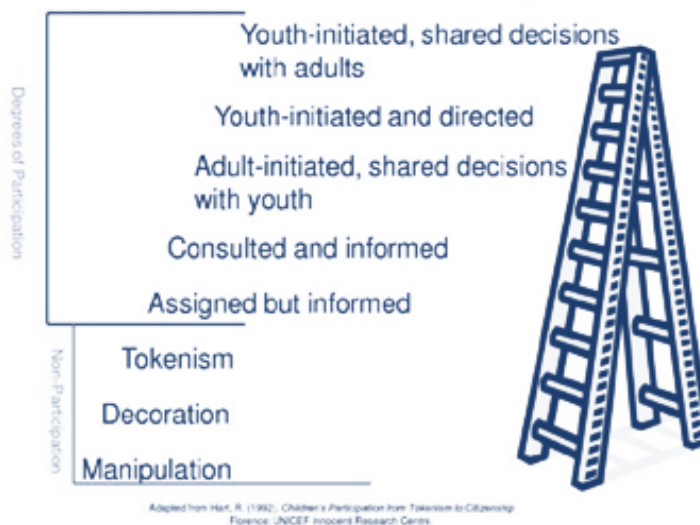 Youth-initiated, shared decisions
with adults
Youth-initiated and directed
Adult-initiated, shared decisions
with youth
Consulted and informed
Assigned but informed
Tokenism
Decoration
Manipulation
Degrees of Participation
Non-Participation
Adapted from Hart, R. (1992). Children's Participation from Tokenism to Citizenship
Florence: UNICEF Innocent Research Centre.